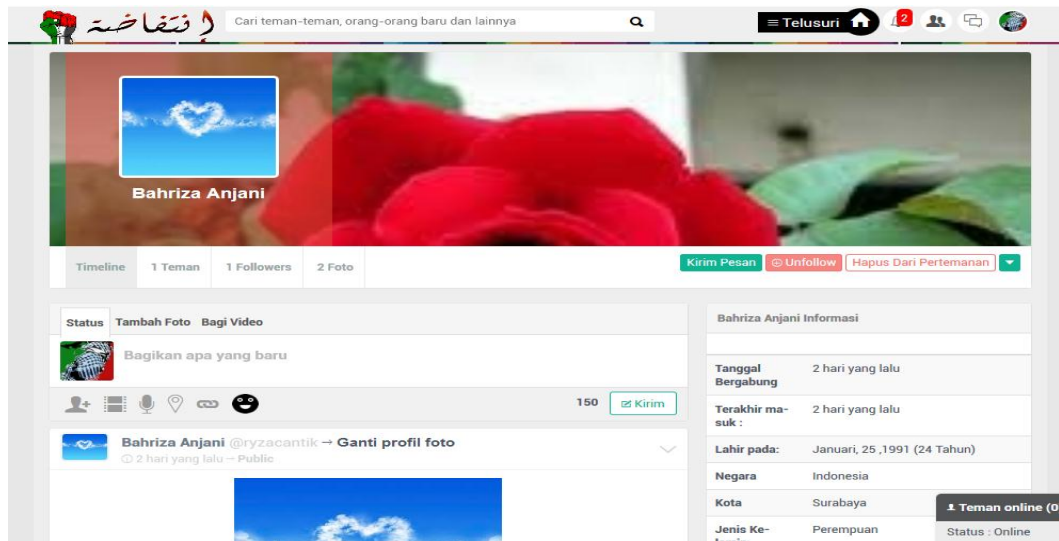 إنتفاضة
Cari teman-teman, orang-orang baru dan lainnya
Telusuri
2
Bahriza Anjani
Timeline 1 Teman 1 Followers 2 Foto
Kirim Pesan Unfollow Hapus Dari Pertemanan
Status Tambah Foto Bagi Video
Bagikan apa yang baru
150 Kirim
Bahriza Anjani @ryzacantik → Ganti profil foto
2 hari yang lalu — Public
Bahriza Anjani Informasi
Tanggal Bergabung 2 hari yang lalu
Terakhir ma-
suk : 2 hari yang lalu
Lahir pada: Januari, 25 ,1991 (24 Tahun)
Negara Indonesia
Kota Surabaya
Jenis Ke- Perempuan
Teman online (0
Status : Online